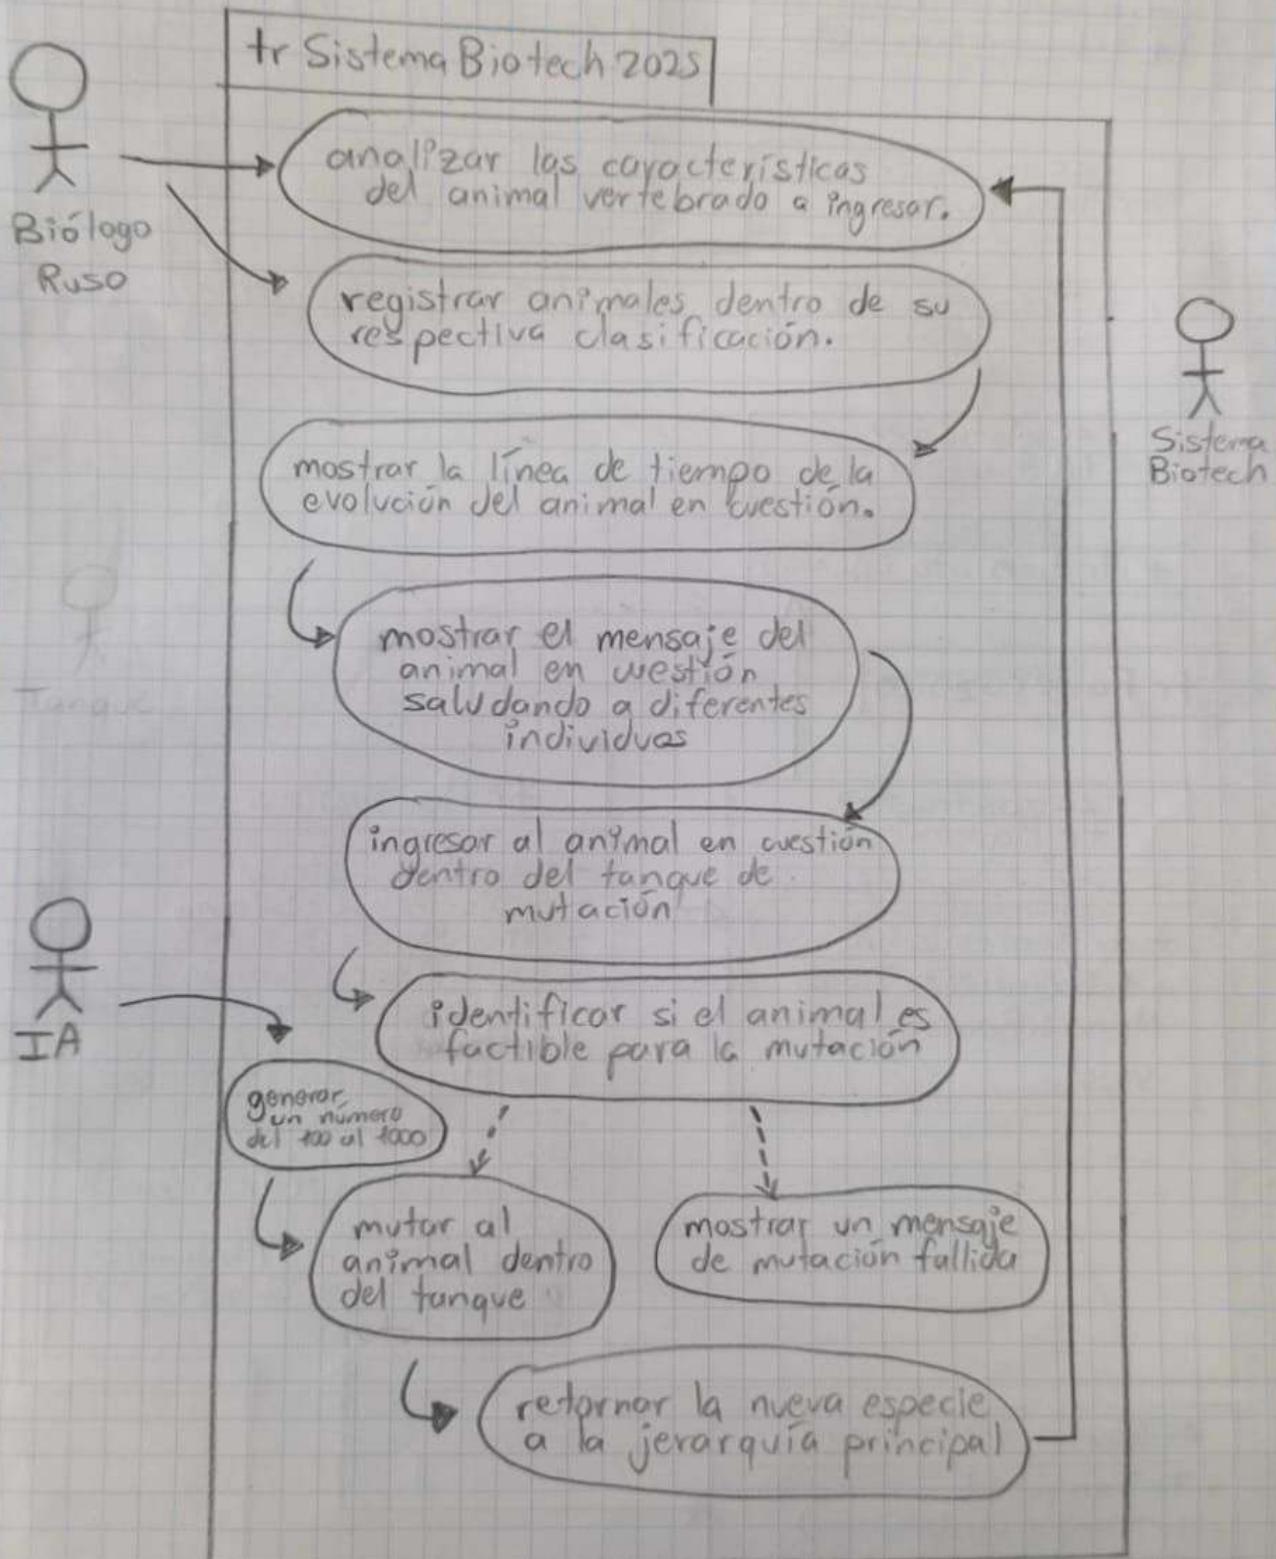 tr Sistema Biotech 2025
Biólogo
Ruso
analizar las características
del animal vertebrado a ingresar.
registrar animales dentro de su
respectiva clasificación.
Sistema
Biotech
mostrar la línea de tiempo de la
evolución del animal en cuestión.
Tanque
mostrar el mensaje del
animal en cuestión
saludando a diferentes
individuos
ingresar al animal en cuestión
dentro del tanque de
mutación
IA
identificar si el animal es
factible para la mutación
generar
un número
del 100 al 1000
mutar al
animal dentro
del tanque
mostrar un mensaje
de mutación fallida
retornar la nueva especie
a la jerarquía principal